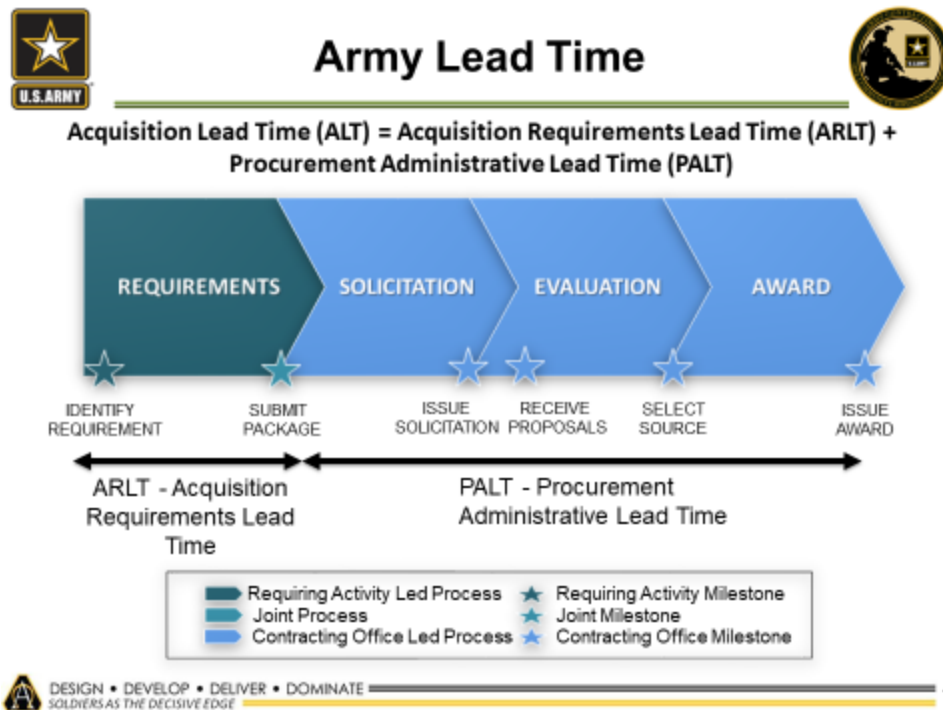 U.S.ARMY
Army Lead Time
Acquisition Lead Time (ALT) = Acquisition Requirements Lead Time (ARLT) +
Procurement Administrative Lead Time (PALT)
REQUIREMENTS
SOLICITATION
EVALUATION
AWARD
IDENTIFY
REQUIREMENT
SUBMIT
PACKAGE
ISSUE
SOLICITATION
RECEIVE
PROPOSALS
SELECT
SOURCE
ISSUE
AWARD
ARLT - Acquisition
Requirements Lead
Time
PALT - Procurement
Administrative Lead Time
Requiring Activity Led Process
Requiring Activity Milestone
Joint Process
Joint Milestone
Contracting Office Led Process
Contracting Office Milestone
DESIGN • DEVELOP • DELIVER • DOMINATE
SOLDIERS AS THE DECISIVE EDGE